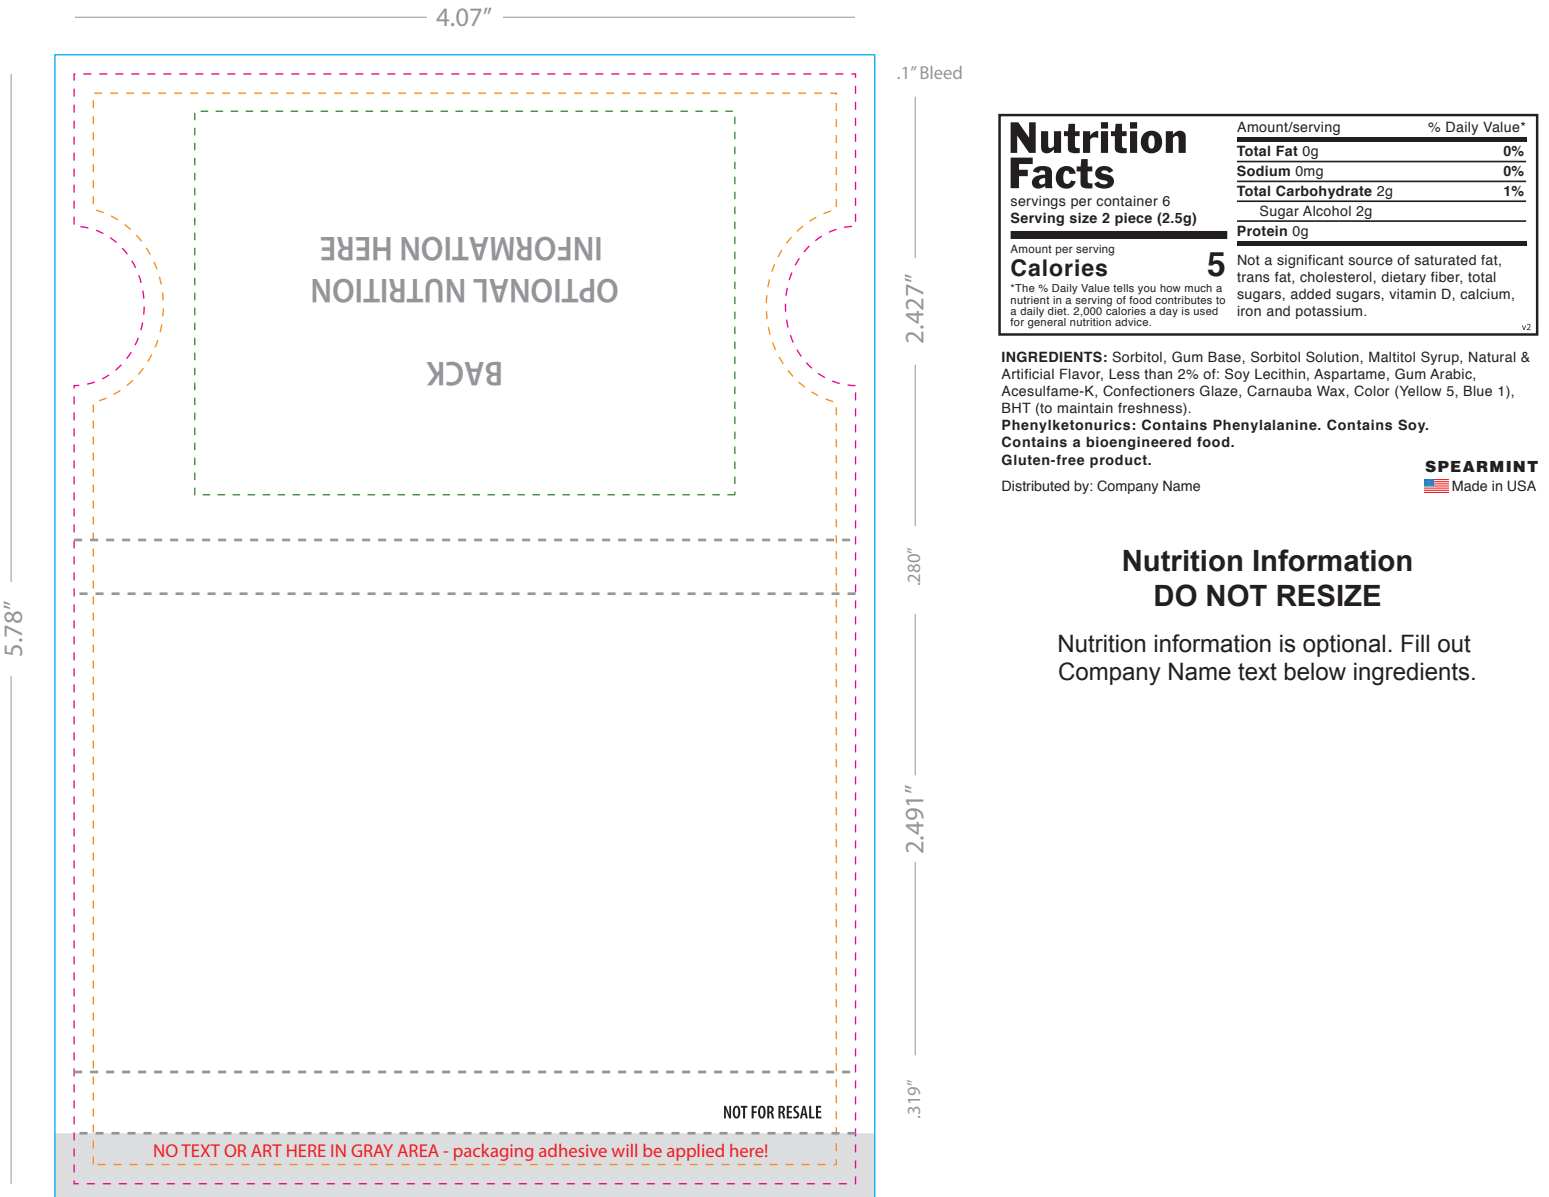 4.07”
.1” Bleed
5.78”
INFORMATION HERE
OPTIONAL NUTRITION
BACK
2.427”
.280”
2.491”
.319”
NOT FOR RESALE
NO TEXT OR ART HERE IN GRAY AREA - packaging adhesive will be applied here!
Nutrition
Facts
servings per container 6
Serving size 2 piece (2.5g)
Amount per serving
Calories 5
*The % Daily Value tells you how much a
nutrient in a serving of food contributes to
a daily diet. 2,000 calories a day is used
for general nutrition advice.
Amount/serving % Daily Value*
Total Fat 0g 0%
Sodium 0mg 0%
Total Carbohydrate 2g 1%
Sugar Alcohol 2g
Protein 0g
Not a significant source of saturated fat,
trans fat, cholesterol, dietary fiber, total
sugars, added sugars, vitamin D, calcium,
iron and potassium.
v2
INGREDIENTS: Sorbitol, Gum Base, Sorbitol Solution, Maltitol Syrup, Natural &
Artificial Flavor, Less than 2% of: Soy Lecithin, Aspartame, Gum Arabic,
Acesulfame-K, Confectioners Glaze, Carnauba Wax, Color (Yellow 5, Blue 1),
BHT (to maintain freshness).
Phenylketonurics: Contains Phenylalanine. Contains Soy.
Contains a bioengineered food.
Gluten-free product.
SPEARMINT
Distributed by: Company Name
Made in USA
Nutrition Information
DO NOT RESIZE
Nutrition information is optional. Fill out
Company Name text below ingredients.